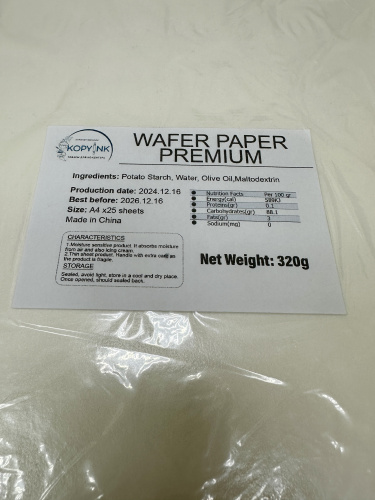 KOPYINK
WAFER PAPER
PREMIUM
Ingredients: Potato Starch, Water, Olive Oil,Maltodextrin
Production date: 2024.12.16
Best before: 2026.12.16
Size: A4 x25 sheets
Made in China
Nutrition Facts Per 100 gr
Energy(cal) 589KJ
Proteins(gr) 0.1
Carbohydrates(gr) 88.1
Fats(gr) 3
Sodium(mg) 0
CHARACTERISTICS
1.Moisture sensitive product. It absorbs moisture
from air and also icing cream.
2.Thin sheet product. Handle with extra care as
the product is fragile.
STORAGE
Sealed, avoid light, store in a cool and dry place.
Once opened, should sealed back.
Net Weight: 320g